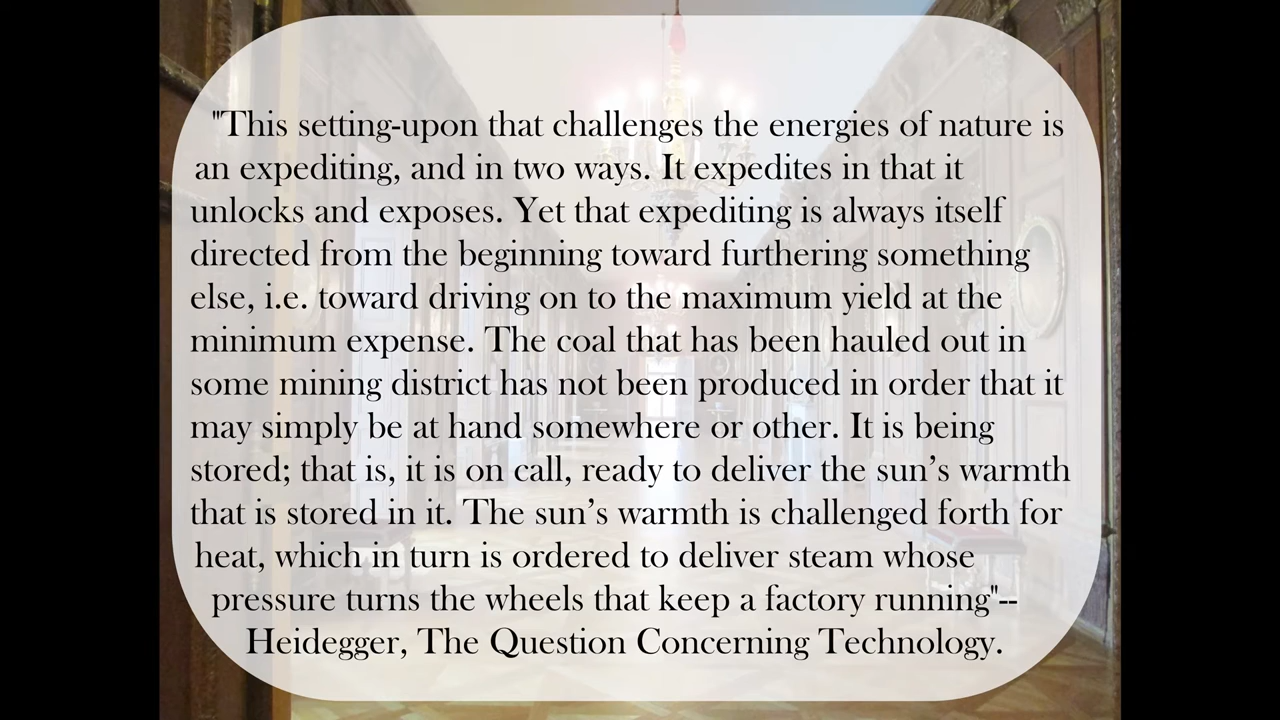 "This setting-upon that challenges the energies of nature is
an expediting, and in two ways. It expedites in that it
unlocks and exposes. Yet that expediting is always itself
directed from the beginning toward furthering something
else, i.e. toward driving on to the maximum yield at the
minimum expense. The coal that has been hauled out in
some mining district has not been produced in order that it
may simply be at hand somewhere or other. It is being
stored; that is, it is on call, ready to deliver the sun’s warmth
that is stored in it. The sun’s warmth is challenged forth for
heat, which in turn is ordered to deliver steam whose
pressure turns the wheels that keep a factory running"--
Heidegger, The Question Concerning Technology.